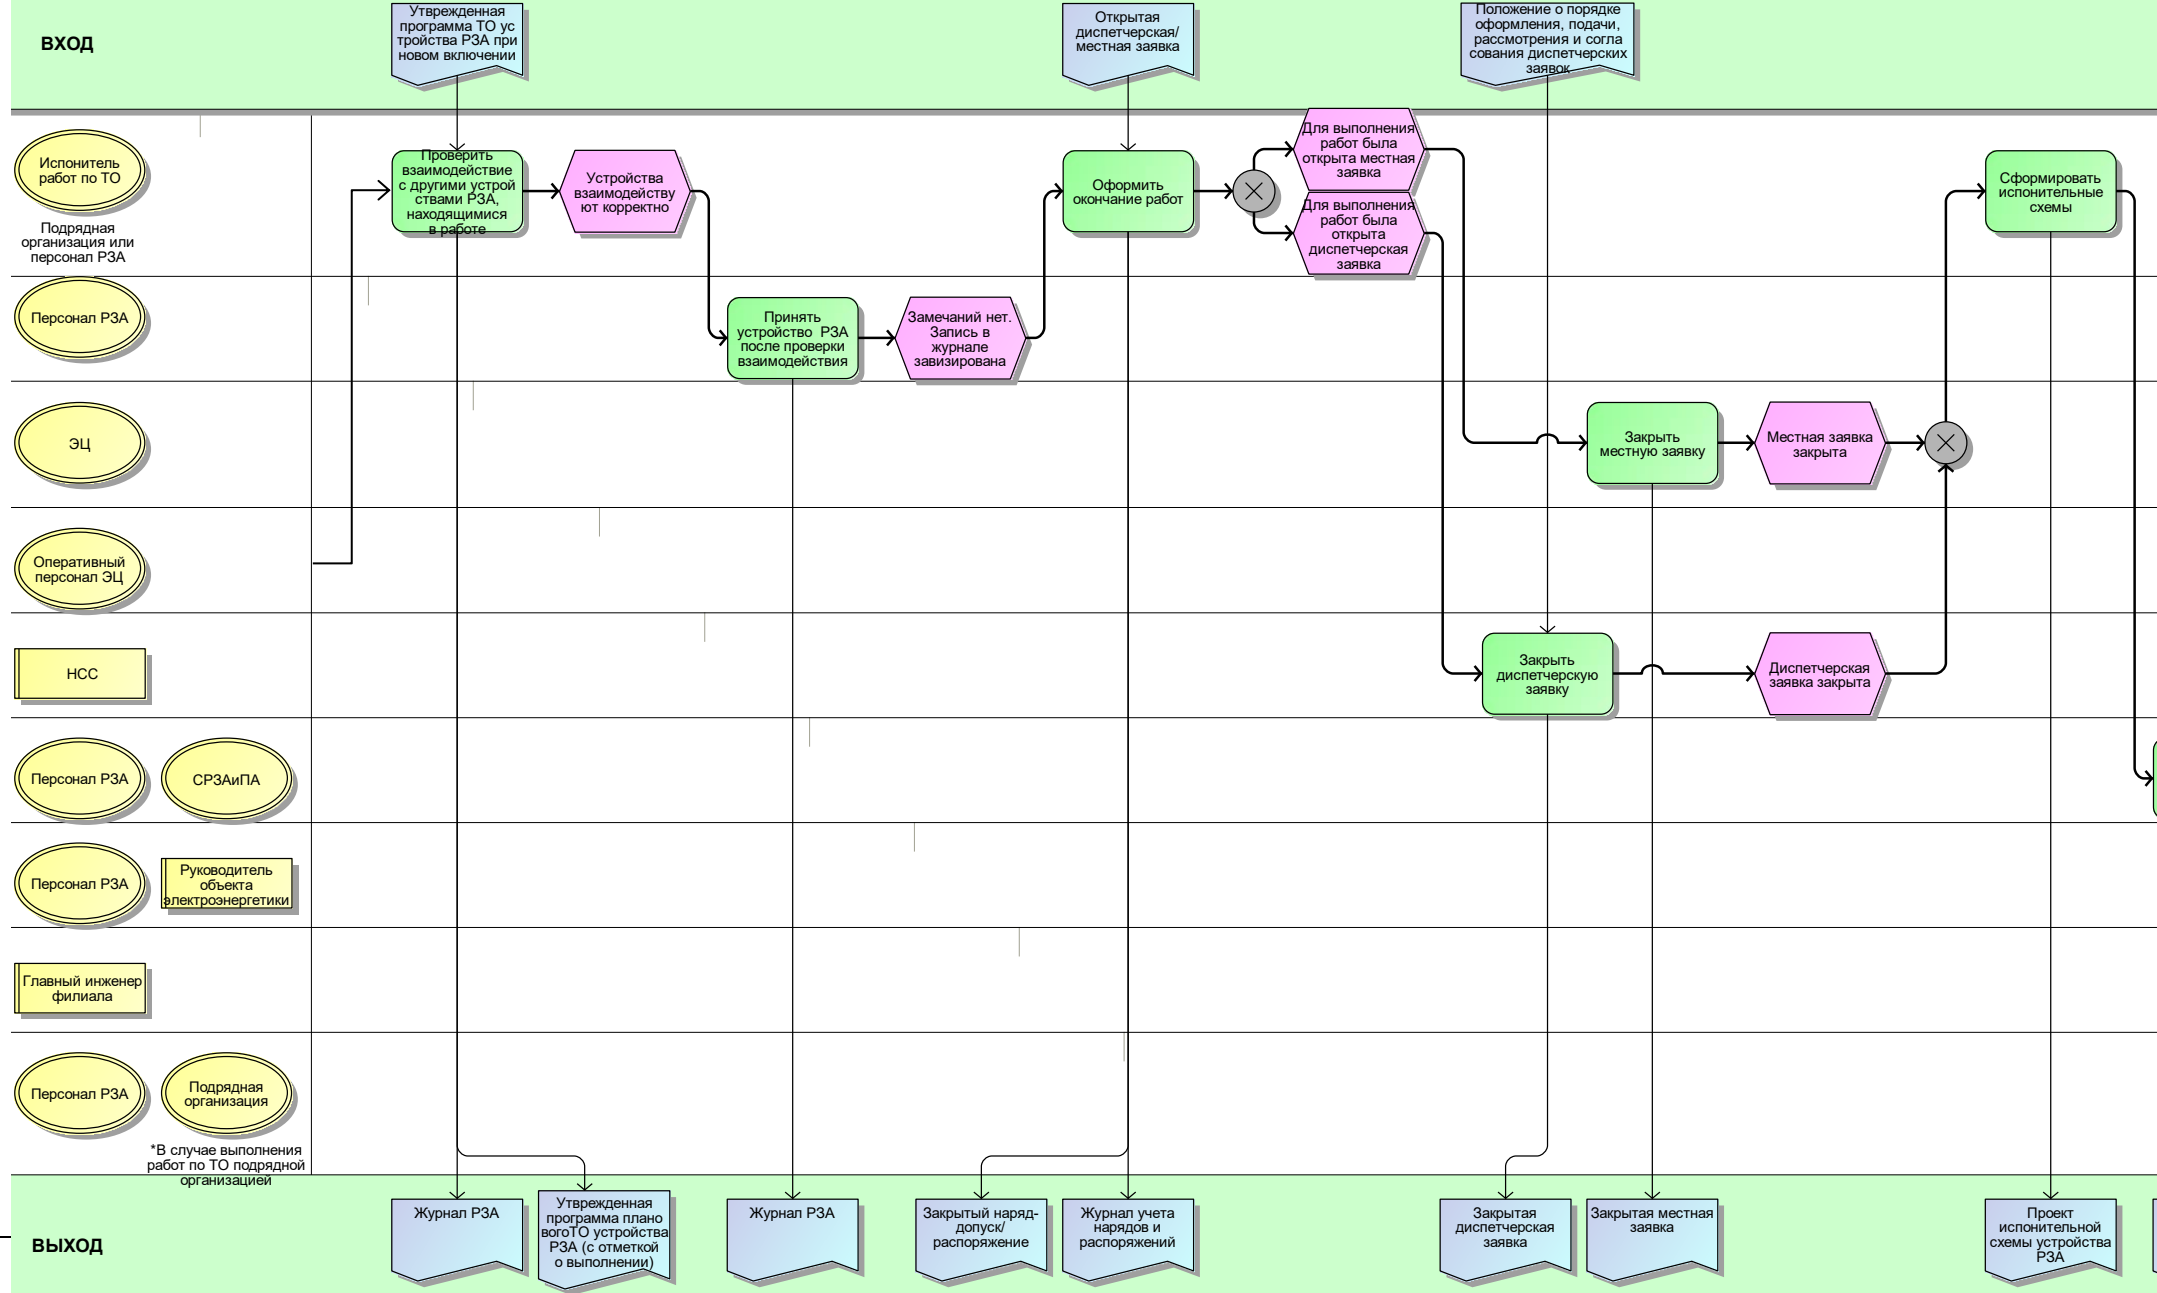 ВХОД
Утврежденная
программа ТО ус
тройства РЗА при
новом включении
Открытая
диспетчерская/
местная заявка
Положение о порядке
оформления, подачи,
рассмотрения и согла
сования диспетчерских
заявок
Испонитель
работ по ТО
Подрядная
организация или
персонал РЗА
Проверить
взаимодействие
с другими устрой
ствами РЗА,
находящимися
в работе
Устройства
взаимодейству
ют корректно
Оформить
окончание работ
Для выполнения
работ была
открыта местная
заявка
Для выполнения
работ была
открыта
диспетчерская
заявка
Сформировать
испонительные
схемы
Персонал РЗА
Принять
устройство РЗА
после проверки
взаимодействия
Замечаний нет.
Запись в
журнале
завизирована
ЭЦ
Закрыть
местную заявку
Местная заявка
закрыта
Оперативный
персонал ЭЦ
НСС
Закрыть
диспетчерскую
заявку
Диспетчерская
заявка закрыта
Персонал РЗА
СРЗАиПА
Персонал РЗА
Руководитель
объекта
электроэнергетики
Главный инженер
филиала
Персонал РЗА
Подрядная
организация
*В случае выполнения
работ по ТО подрядной
организацией
ВЫХОД
Журнал РЗА
Утврежденная
программа плано
вогоТО устройства
РЗА (с отметкой
о выполнении)
Журнал РЗА
Закрытый наряд-
допуск/
распоряжение
Журнал учета
нарядов и
распоряжений
Закрытая
диспетчерская
заявка
Закрытая местная
заявка
Проект
испонительной
схемы устройства
РЗА